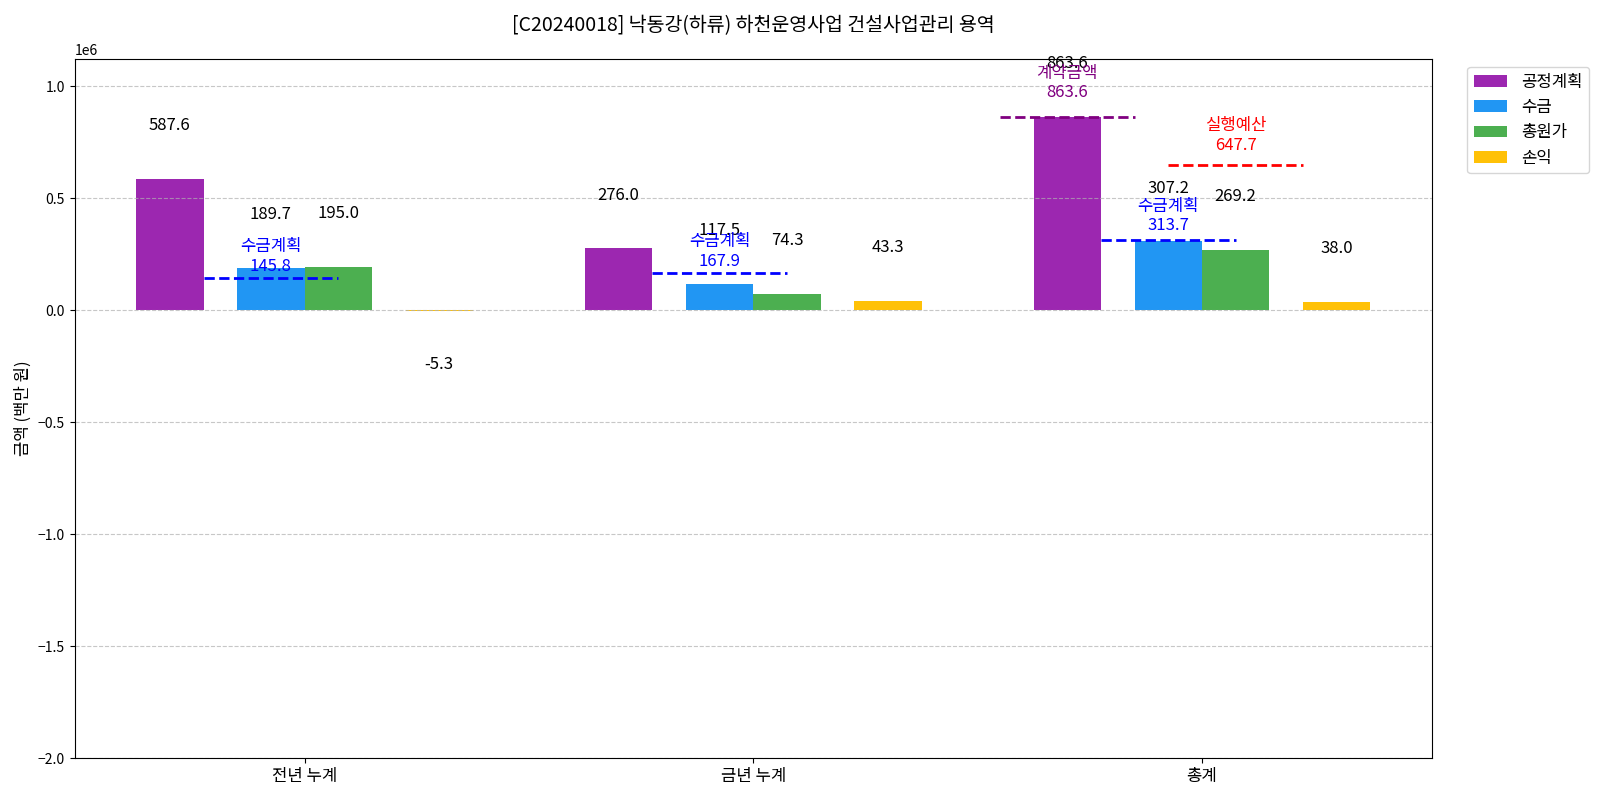 [C20240018] 낙동강(하류) 하천운영사업 건설사업관리 용역
1e6
금액 (백만 원)
1.0
0.5
0.0
−0.5
−1.0
−1.5
−2.0
587.6
189.7
195.0
수금계획
145.8
-5.3
276.0
117.5
수금계획
167.9
74.3
43.3
863.6
계약금액
863.6
실행예산
647.7
307.2
수금계획
313.7
269.2
38.0
전년 누계
금년 누계
총계
공정계획
수금
총원가
손익